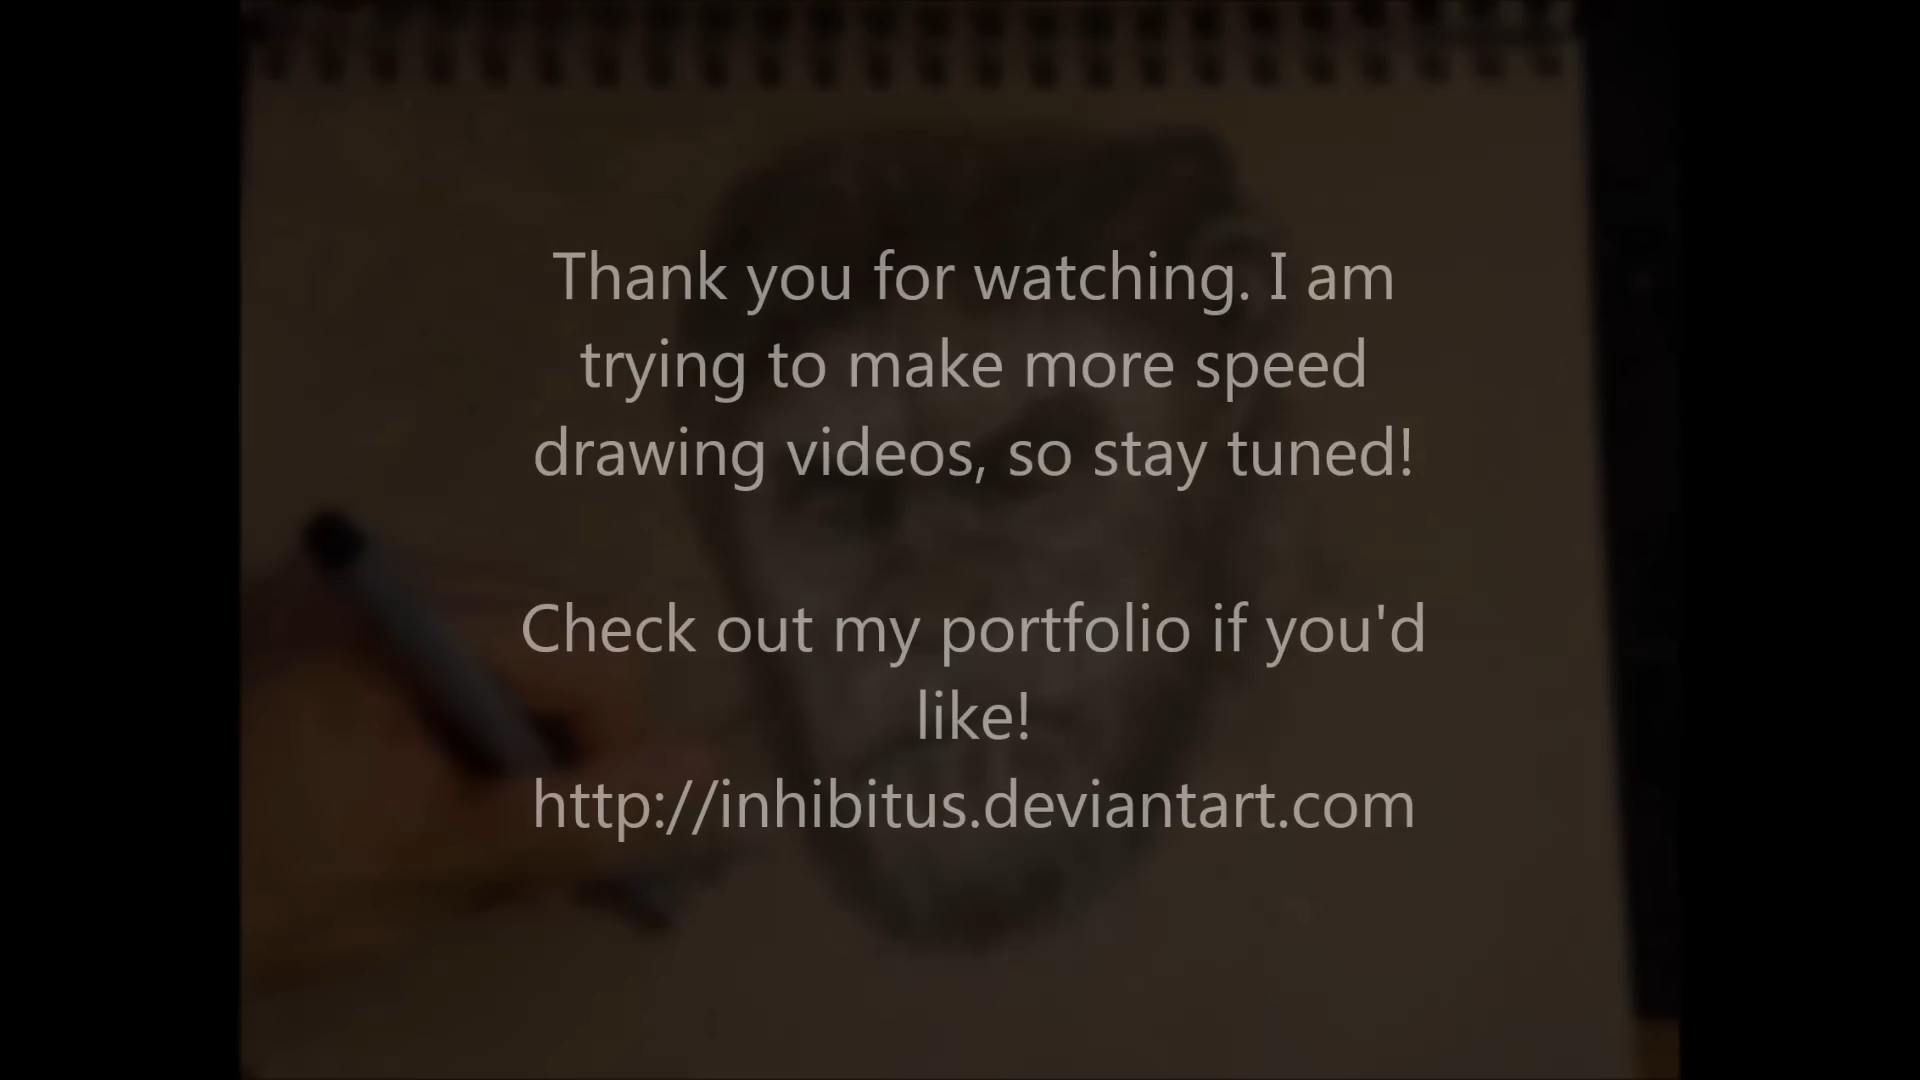 Thank you for watching. I am
trying to make more speed
drawing videos, so stay tuned!
Check out my portfolio if you'd
like!
http://inhibitus.deviantart.com